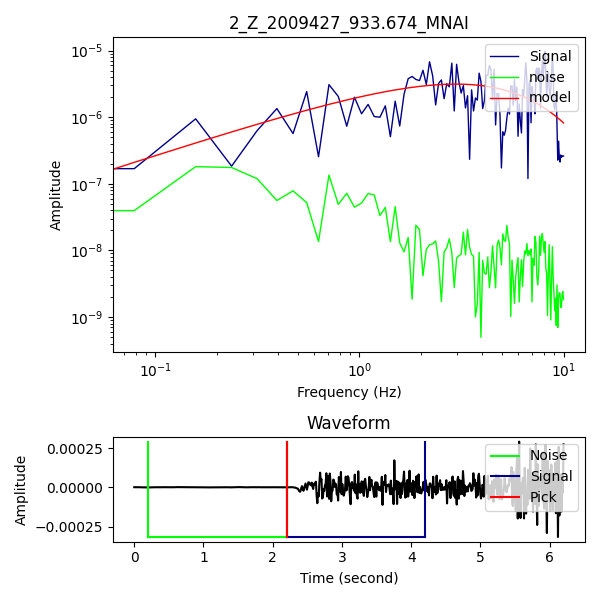 2_Z_2009427_933.674_MNAI
10⁻⁵
10⁻⁶
10⁻⁷
10⁻⁸
10⁻⁹
Amplitude
Signal
noise
model
10⁻¹
10⁰
10¹
Frequency (Hz)
Waveform
0.00025
0.00000
−0.00025
Amplitude
Noise
Signal
Pick
0
1
2
3
4
5
6
Time (second)